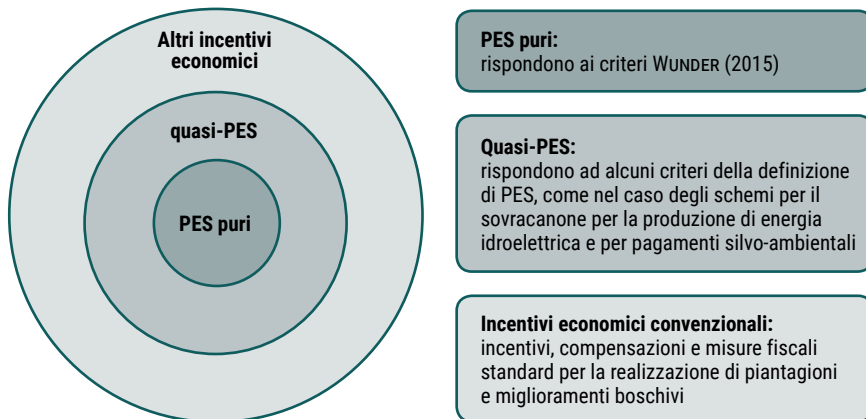 Altri incentivi
economici
quasi-PES
PES puri
PES puri:
rispondono ai criteri WUNDER (2015)
Quasi-PES:
rispondono ad alcuni criteri della definizione
di PES, come nel caso degli schemi per il
sovracanone per la produzione di energia
idroelettrica e per pagamenti silvo-ambientali
Incentivi economici convenzionali:
incentivi, compensazioni e misure fiscali
standard per la realizzazione di piantagioni
e miglioramenti boschivi